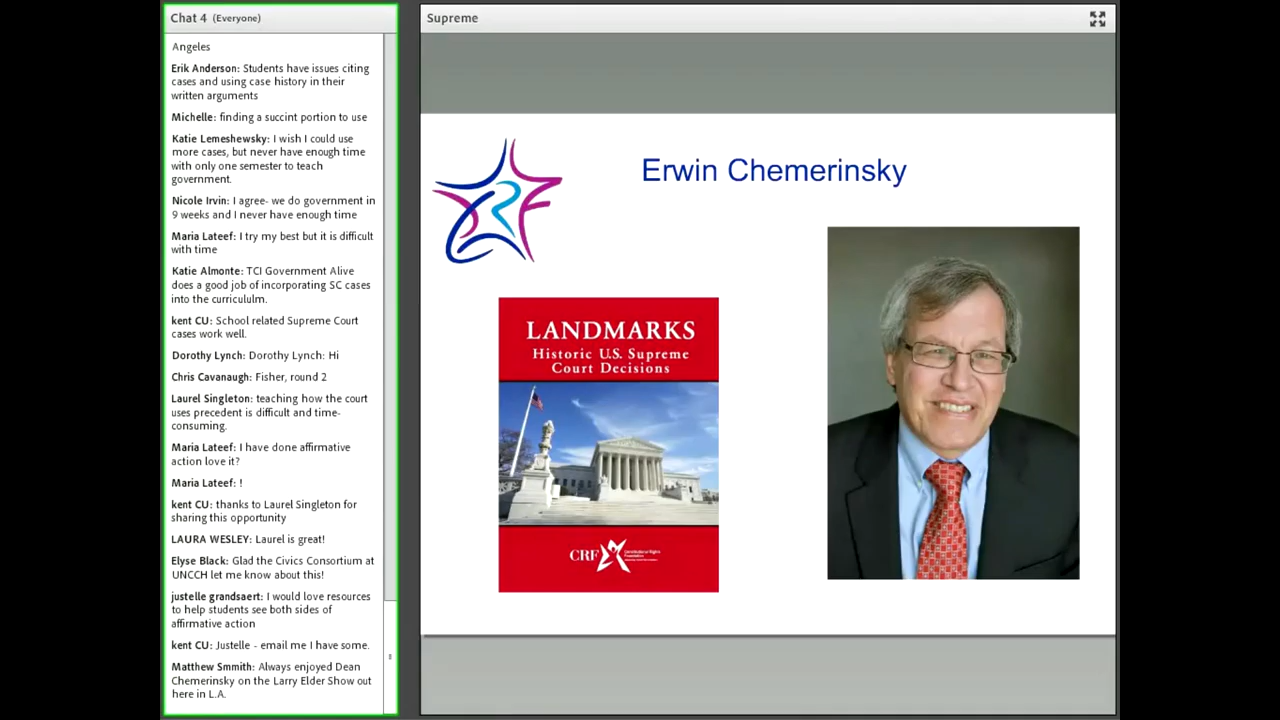 Chat 4 (Everyone)
Angeles
Erik Anderson: Students have issues citing
cases and using case history in their
written arguments
Michelle: finding a succint portion to use
Katie Lemeshewsky: I wish I could use
more cases, but never have enough time
with only one semester to teach
government.
Nicole Irvin: I agree- we do government in
9 weeks and I never have enough time
Maria Lateef: I try my best but it is difficult
with time
Katie Almonte: TCI Government Alive
does a good job of incorporating SC cases
into the curricululm.
kent CU: School related Supreme Court
cases work well.
Dorothy Lynch: Dorothy Lynch: Hi
Chris Cavanaugh: Fisher, round 2
Laurel Singleton: teaching how the court
uses precedent is difficult and time-
consuming.
Maria Lateef: I have done affirmative
action love it?
Maria Lateef: !
kent CU: thanks to Laurel Singleton for
sharing this opportunity
LAURA WESLEY: Laurel is great!
Elyse Black: Glad the Civics Consortium at
UNCCH let me know about this!
justelle grandsaert: I would love resources
to help students see both sides of
affirmative action
kent CU: Justelle - email me I have some.
Matthew Smmith: Always enjoyed Dean
Chemerinsky on the Larry Elder Show out
here in L.A.
Supreme
Erwin Chemerinsky
CRF
LANDMARKS
Historic U.S. Supreme
Court Decisions
CRF
Constitutional Rights
Foundation